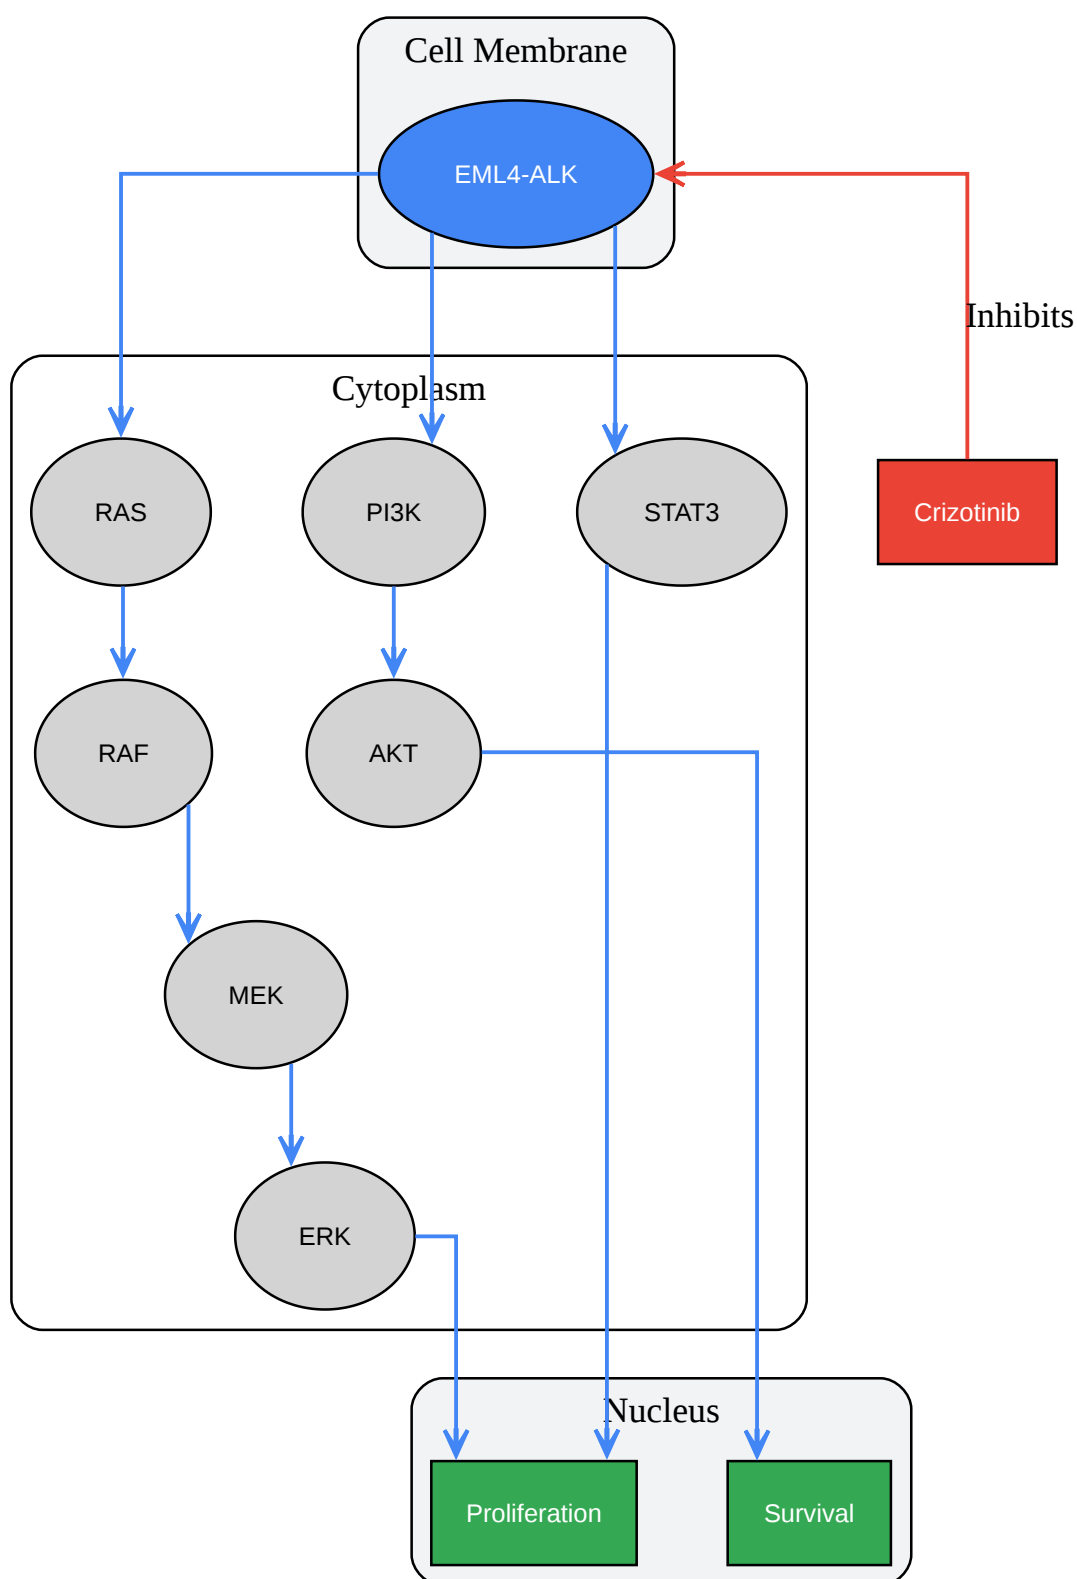 Cell Membrane
EML4-ALK
Inhibits
Cytoplasm
RAS
PI3K
STAT3
Crizotinib
RAF
AKT
MEK
ERK
Nucleus
Proliferation
Survival